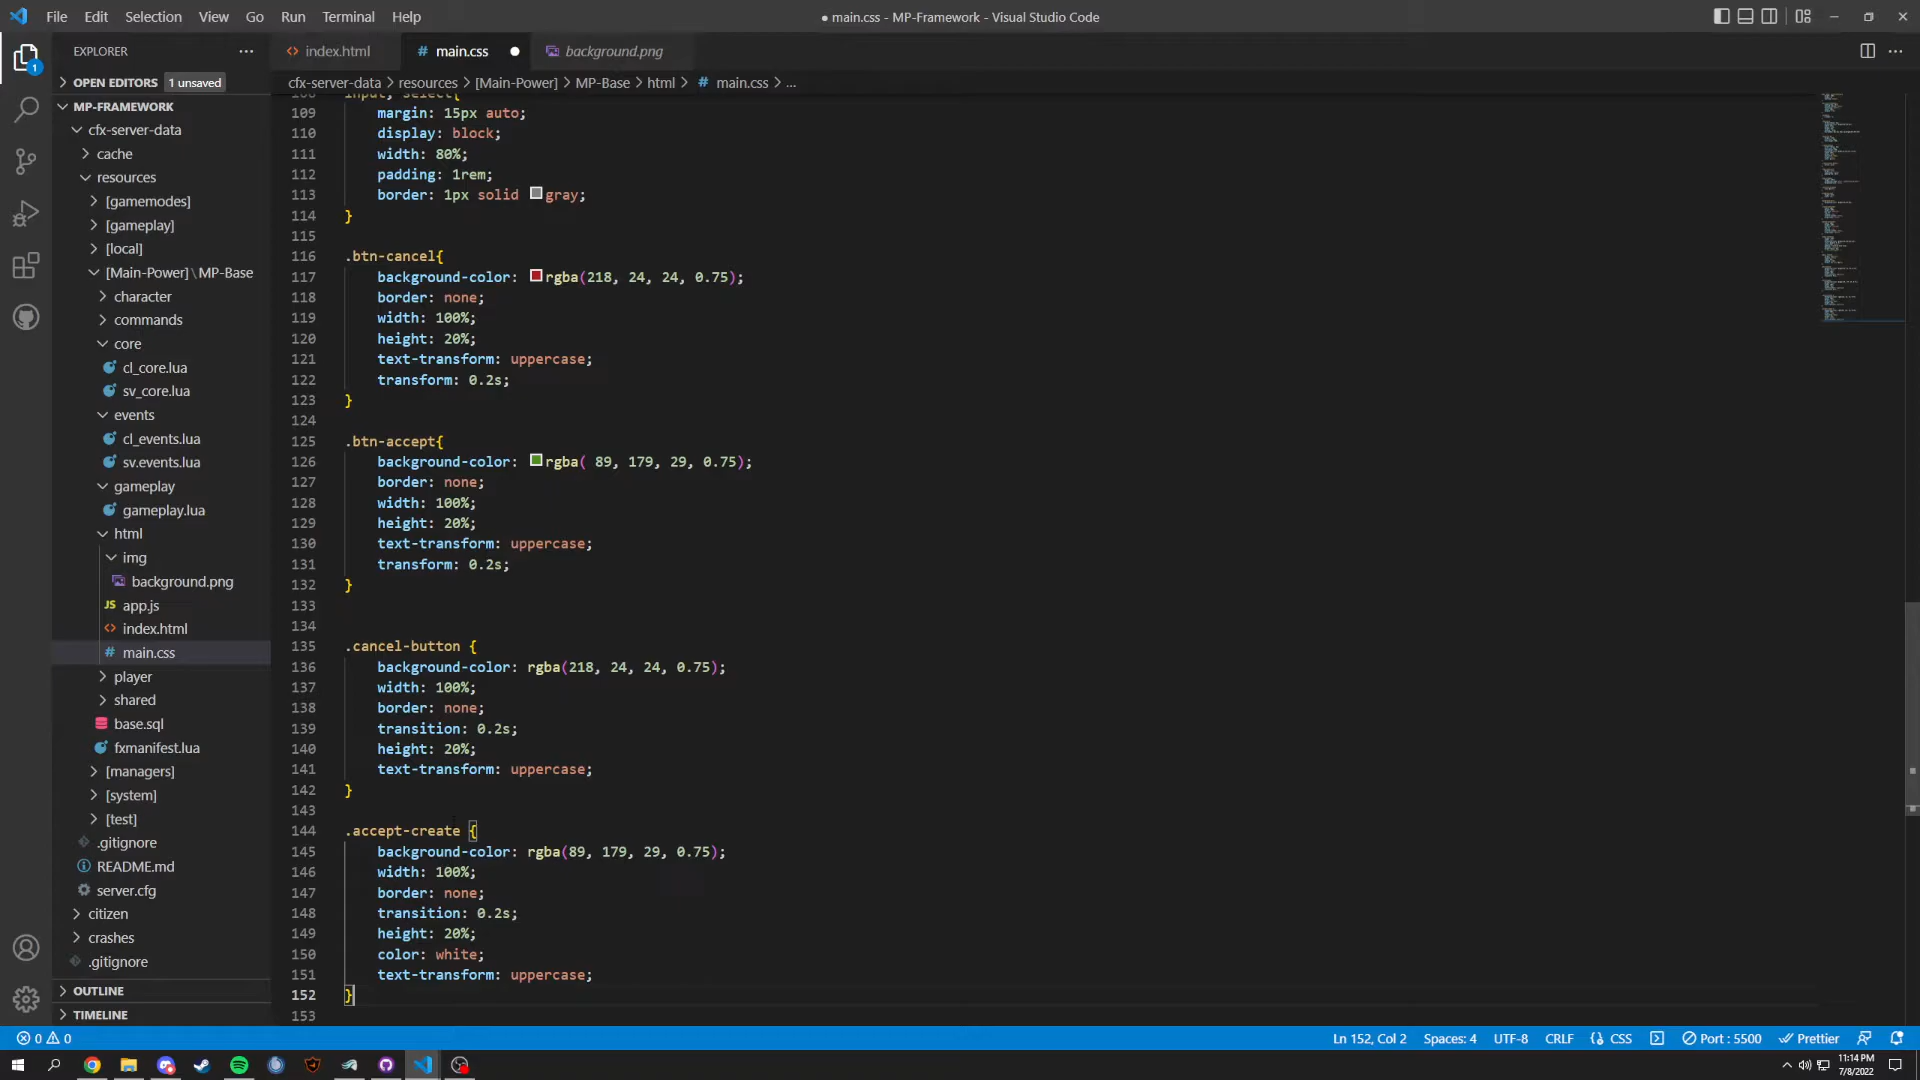 File Edit Selection View Go Run Terminal Help
● main.css - MP-Framework - Visual Studio Code
EXPLORER
index.html
# main.css
background.png
OPEN EDITORS 1 unsaved
cfx-server-data > resources > [Main-Power] > MP-Base > html > # main.css > ...
MP-FRAMEWORK
cfx-server-data
cache
resources
[gamemodes]
[gameplay]
[local]
[Main-Power] \ MP-Base
character
commands
core
cl_core.lua
sv_core.lua
events
cl_events.lua
sv.events.lua
gameplay
gameplay.lua
html
img
background.png
JS app.js
<> index.html
# main.css
player
shared
base.sql
fxmanifest.lua
[managers]
[system]
[test]
.gitignore
README.md
server.cfg
citizen
crashes
.gitignore
OUTLINE
TIMELINE
108 input, select{
109 margin: 15px auto;
110 display: block;
111 width: 80%;
112 padding: 1rem;
113 border: 1px solid gray;
114 }
115
116 .btn-cancel{
117 background-color: rgba(218, 24, 24, 0.75);
118 border: none;
119 width: 100%;
120 height: 20%;
121 text-transform: uppercase;
122 transform: 0.2s;
123 }
124
125 .btn-accept{
126 background-color: rgba( 89, 179, 29, 0.75);
127 border: none;
128 width: 100%;
129 height: 20%;
130 text-transform: uppercase;
131 transform: 0.2s;
132 }
133
134
135 .cancel-button {
136 background-color: rgba(218, 24, 24, 0.75);
137 width: 100%;
138 border: none;
139 transition: 0.2s;
140 height: 20%;
141 text-transform: uppercase;
142 }
143
144 .accept-create {
145 background-color: rgba(89, 179, 29, 0.75);
146 width: 100%;
147 border: none;
148 transition: 0.2s;
149 height: 20%;
150 color: white;
151 text-transform: uppercase;
152 }
153
1
0 0
Ln 152, Col 2 Spaces: 4 UTF-8 CRLF {} CSS Port : 5500 Prettier
11:14 PM
7/8/2022